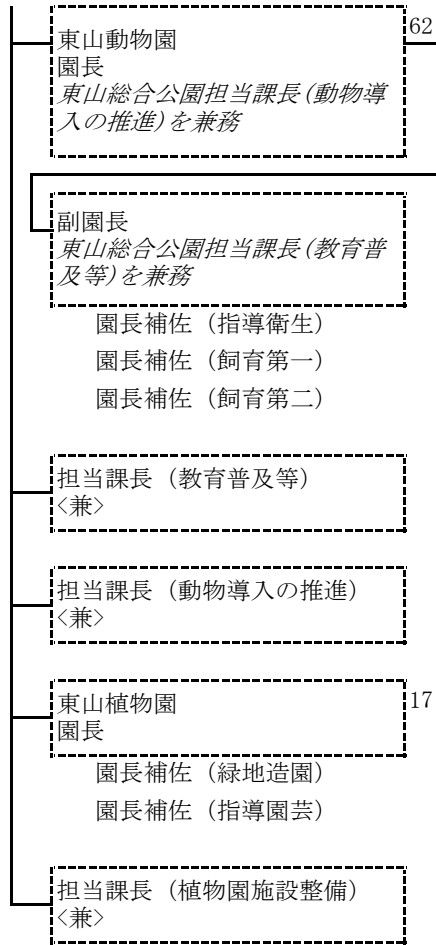 東山動物園
62
園長
東山総合公園担当課長(動物導
入の推進)を兼務
副園長
東山総合公園担当課長(教育普
及等)を兼務
園長補佐（指導衛生）
園長補佐（飼育第一）
園長補佐（飼育第二）
担当課長（教育普及等）
<兼>
担当課長（動物導入の推進）
<兼>
東山植物園
17
園長
園長補佐（緑地造園）
園長補佐（指導園芸）
担当課長（植物園施設整備）
<兼>